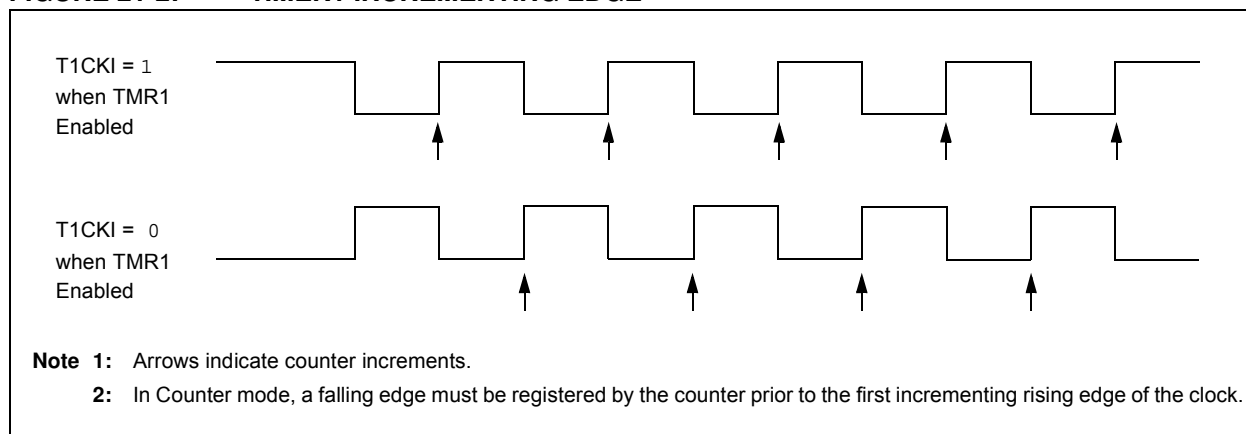 T1CKI = 1
when TMR1
Enabled
T1CKI = 0
when TMR1
Enabled
Note 1: Arrows indicate counter increments.
2: In Counter mode, a falling edge must be registered by the counter prior to the first incrementing rising edge of the clock.